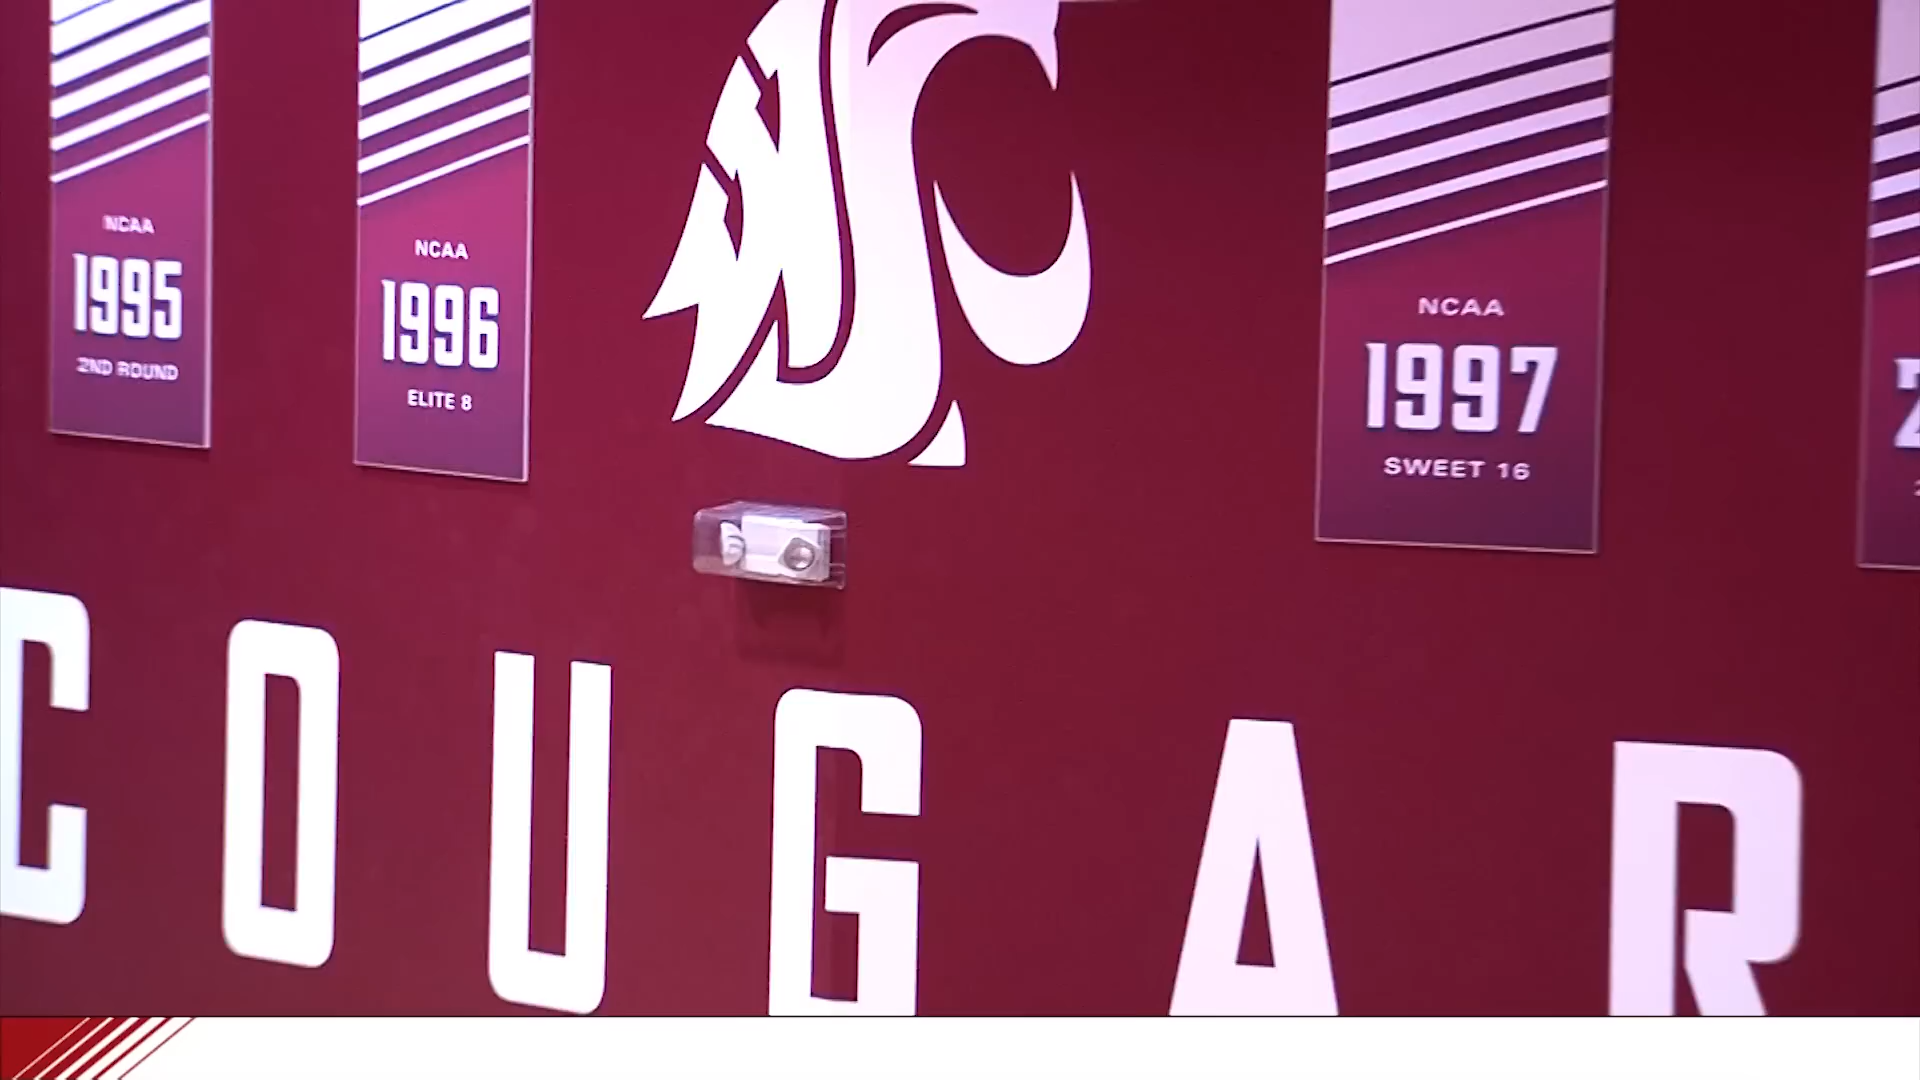 NCAA
1995
2ND ROUND
NCAA
1996
ELITE 8
NCAA
1997
SWEET 16
COUGAR